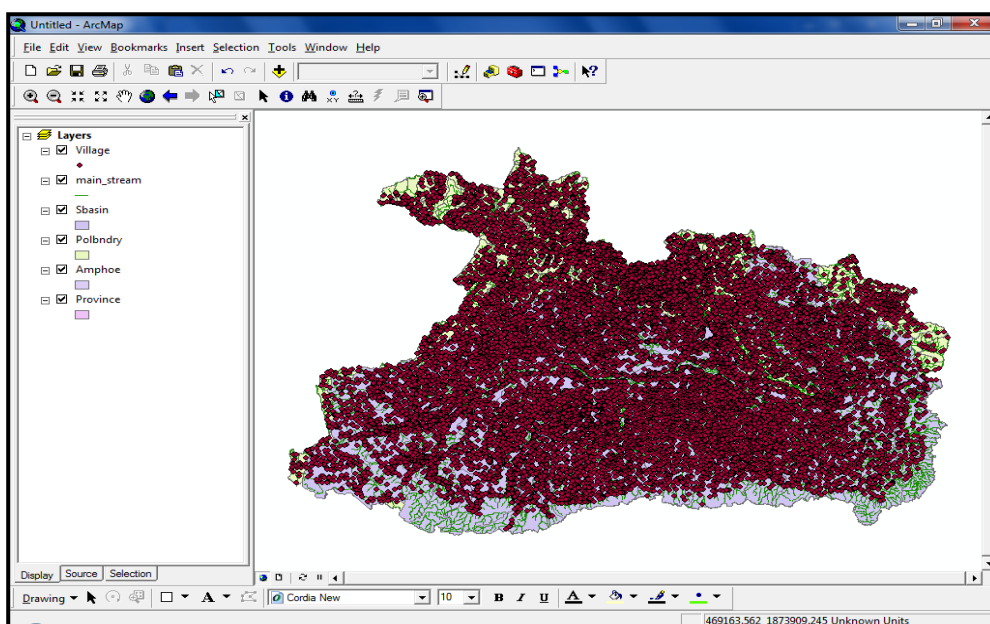 Untitled - ArcMap
File Edit View Bookmarks Insert Selection Tools Window Help
Layers
Village
main_stream
Sbasin
Polbndry
Amphoe
Province
Display Source Selection
Drawing A Cordia New 10 B I U A
469163.562 1873909.245 Unknown Units